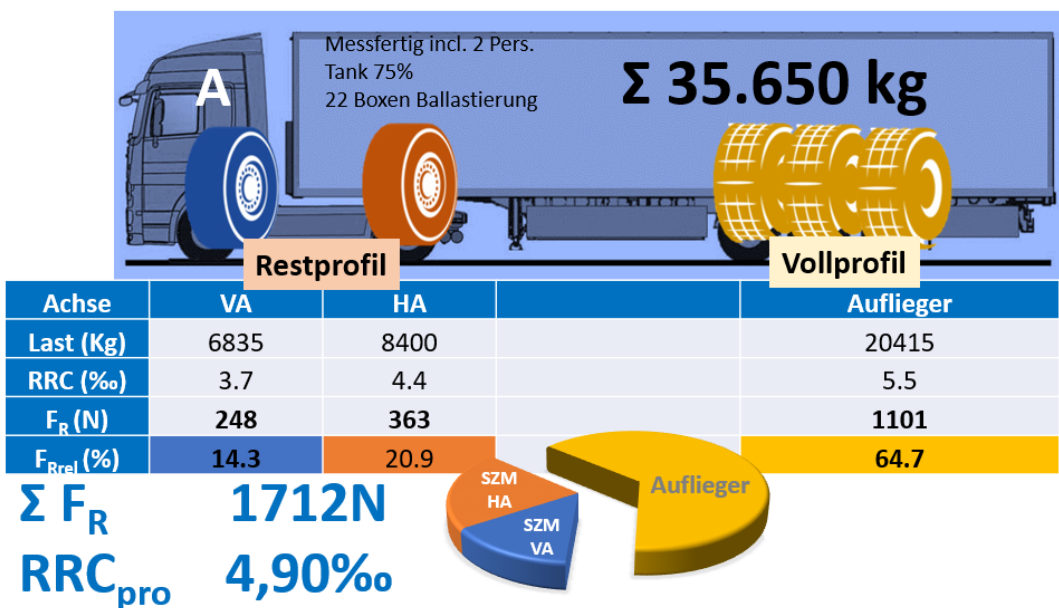 Messfertig incl. 2 Pers.
Tank 75%
22 Boxen Ballastierung
Σ 35.650 kg
A
Restprofil
Vollprofil
Achse VA HA Auflieger
Last (Kg) 6835 8400 20415
RRC (‰) 3.7 4.4 5.5
FR (N) 248 363 1101
FRrel (%) 14.3 20.9 64.7
SZM
HA
SZM
VA
Auflieger
Σ FR 1712N
RRCpro 4,90‰